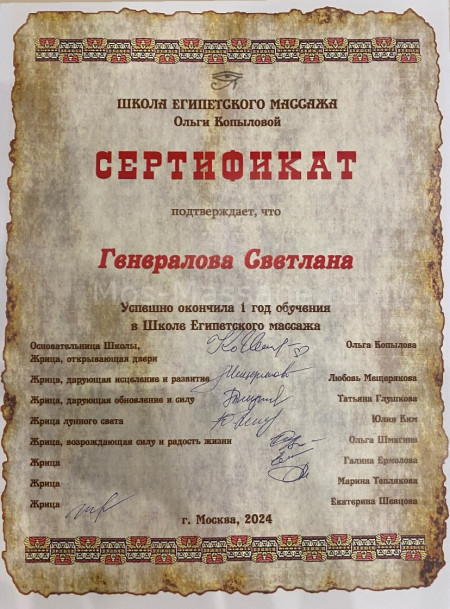 ШКОЛА ЕГИПЕТСКОГО МАССАЖА
Ольги Копыловой
СЕРТИФИКАТ
подтверждает, что
Генералова Светлана
Успешно окончила 1 год обучения
в Школе Египетского массажа
Основательница Школы,
Жрица, открывающая двери Ольга Копылова
Жрица, дарующая исцеление и развитие Любовь Мещерякова
Жрица, дарующая обновление и силу Татьяна Глушкова
Жрица лунного света Юлия Ким
Жрица, возрождающая силу и радость жизни Ольга Шмагина
Жрица Галина Ермолова
Жрица Марина Теплякова
Жрица Екатерина Шевцова
г. Москва, 2024